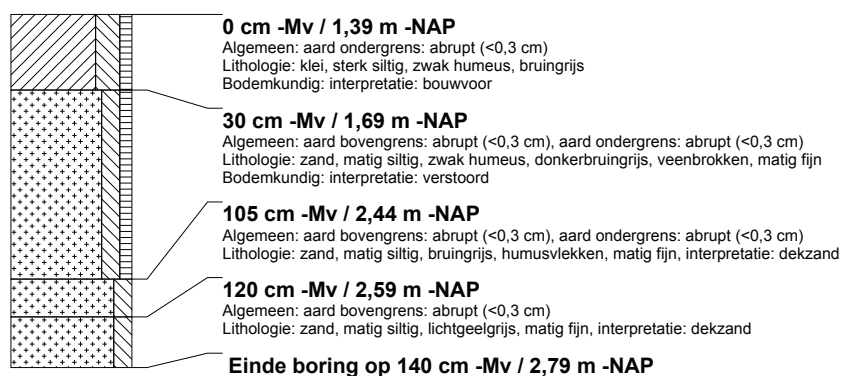 0 cm -Mv / 1,39 m -NAP
Algemeen: aard ondergrens: abrupt (<0,3 cm)
Lithologie: klei, sterk siltig, zwak humeus, bruingrijs
Bodemkundig: interpretatie: bouwvoor
30 cm -Mv / 1,69 m -NAP
Algemeen: aard bovengrens: abrupt (<0,3 cm), aard ondergrens: abrupt (<0,3 cm)
Lithologie: zand, matig siltig, zwak humeus, donkerbruingrijs, veenbrokken, matig fijn
Bodemkundig: interpretatie: verstoord
105 cm -Mv / 2,44 m -NAP
Algemeen: aard bovengrens: abrupt (<0,3 cm), aard ondergrens: abrupt (<0,3 cm)
Lithologie: zand, matig siltig, bruingrijs, humusvlekken, matig fijn, interpretatie: dekzand
120 cm -Mv / 2,59 m -NAP
Algemeen: aard bovengrens: abrupt (<0,3 cm)
Lithologie: zand, matig siltig, lichtgeelgrijs, matig fijn, interpretatie: dekzand
Einde boring op 140 cm -Mv / 2,79 m -NAP